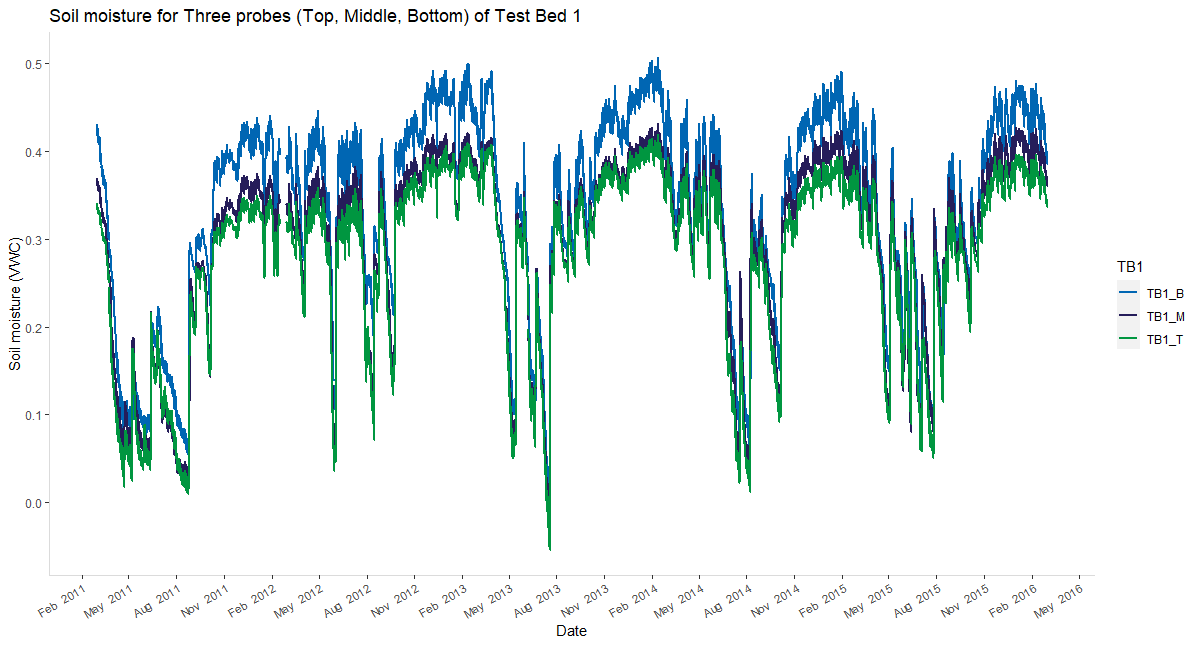 Soil moisture for Three probes (Top, Middle, Bottom) of Test Bed 1
Soil moisture (VWC)
0.5
0.4
0.3
0.2
0.1
0.0
Feb 2011
May 2011
Aug 2011
Nov 2011
Feb 2012
May 2012
Aug 2012
Nov 2012
Feb 2013
May 2013
Aug 2013
Nov 2013
Feb 2014
May 2014
Aug 2014
Nov 2014
Feb 2015
May 2015
Aug 2015
Nov 2015
Feb 2016
May 2016
Date
TB1
TB1_B
TB1_M
TB1_T